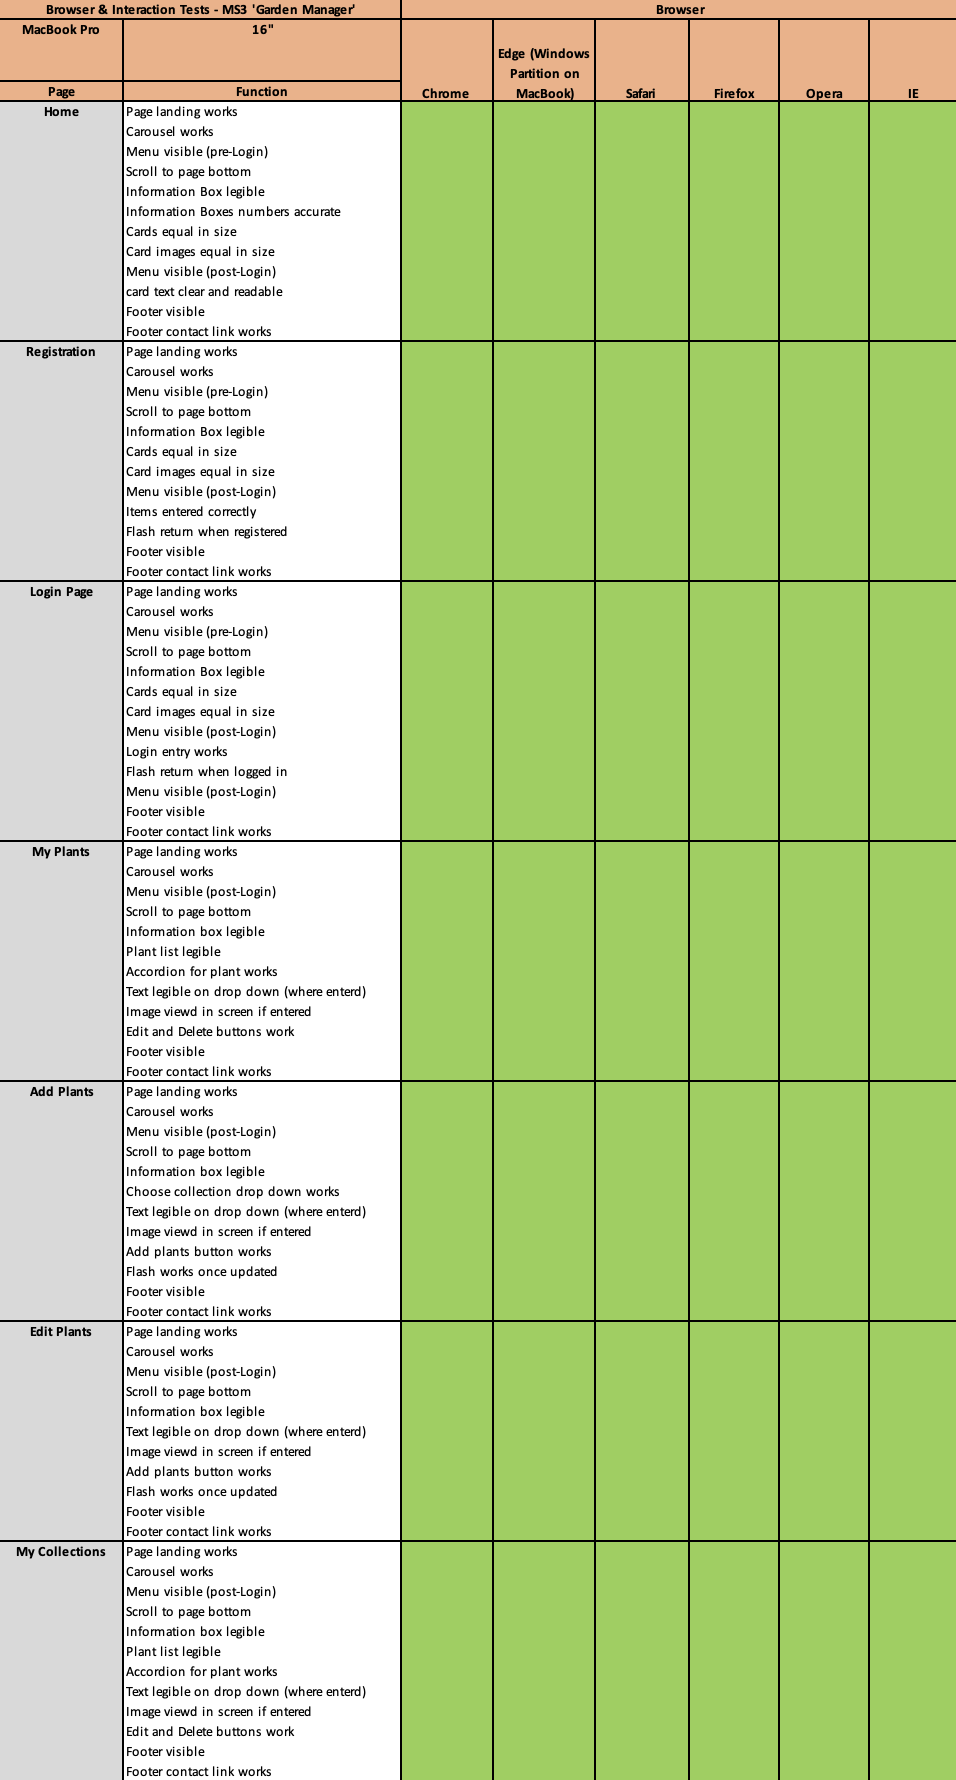 Browser & Interaction Tests - MS3 'Garden Manager' Browser
MacBook Pro 16"
Edge (Windows
Partition on
MacBook)
Page Function Chrome Safari Firefox Opera IE
Home Page landing works
Carousel works
Menu visible (pre-Login)
Scroll to page bottom
Information Box legible
Information Boxes numbers accurate
Cards equal in size
Card images equal in size
Menu visible (post-Login)
card text clear and readable
Footer visible
Footer contact link works
Registration Page landing works
Carousel works
Menu visible (pre-Login)
Scroll to page bottom
Information Box legible
Cards equal in size
Card images equal in size
Menu visible (post-Login)
Items entered correctly
Flash return when registered
Footer visible
Footer contact link works
Login Page Page landing works
Carousel works
Menu visible (pre-Login)
Scroll to page bottom
Information Box legible
Cards equal in size
Card images equal in size
Menu visible (post-Login)
Login entry works
Flash return when logged in
Menu visible (post-Login)
Footer visible
Footer contact link works
My Plants Page landing works
Carousel works
Menu visible (post-Login)
Scroll to page bottom
Information box legible
Plant list legible
Accordion for plant works
Text legible on drop down (where enterd)
Image viewd in screen if entered
Edit and Delete buttons work
Footer visible
Footer contact link works
Add Plants Page landing works
Carousel works
Menu visible (post-Login)
Scroll to page bottom
Information box legible
Choose collection drop down works
Text legible on drop down (where enterd)
Image viewd in screen if entered
Add plants button works
Flash works once updated
Footer visible
Footer contact link works
Edit Plants Page landing works
Carousel works
Menu visible (post-Login)
Scroll to page bottom
Information box legible
Text legible on drop down (where enterd)
Image viewd in screen if entered
Add plants button works
Flash works once updated
Footer visible
Footer contact link works
My Collections Page landing works
Carousel works
Menu visible (post-Login)
Scroll to page bottom
Information box legible
Plant list legible
Accordion for plant works
Text legible on drop down (where enterd)
Image viewd in screen if entered
Edit and Delete buttons work
Footer visible
Footer contact link works